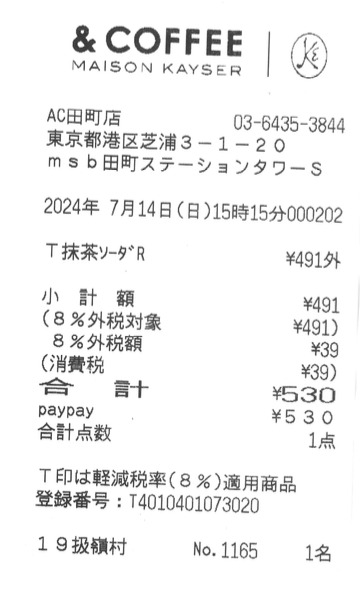 & COFFEE
MAISON KAYSER
AC田町店 03-6435-3844
東京都港区芝浦3-1-20
msb田町ステーションタワーS
2024年 7月14日(日)15時15分000202
T抹茶ソーダR ¥491外
小 計 額 ¥491
(8%外税対象 ¥491)
8%外税額 ¥39
(消費税 ¥39)
合 計 ¥530
paypay ¥530
合計点数 1点
T印は軽減税率(8%)適用商品
登録番号:T4010401073020
19扱嶺村 No.1165 1名